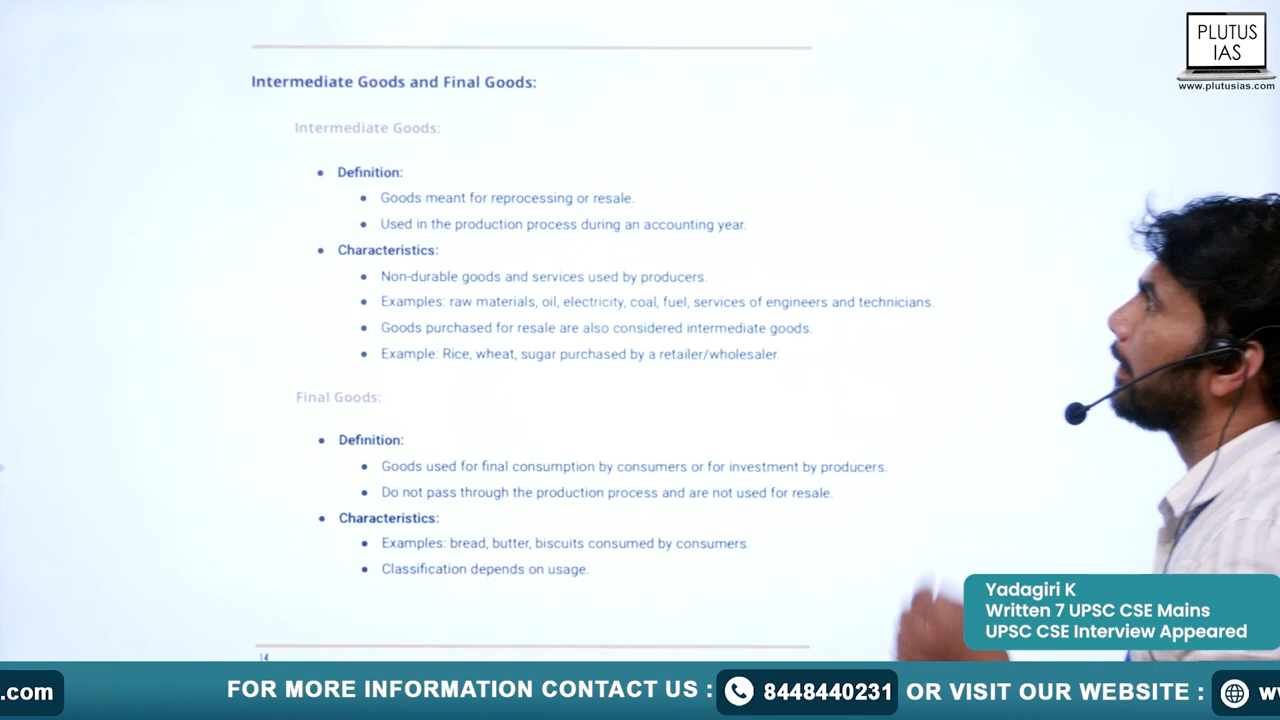 PLUTUS
IAS
www.plutusias.com
Intermediate Goods and Final Goods:
Intermediate Goods:
• Definition:
• Goods meant for reprocessing or resale.
• Used in the production process during an accounting year.
• Characteristics:
• Non-durable goods and services used by producers.
• Examples: raw materials, oil, electricity, coal, fuel, services of engineers and technicians.
• Goods purchased for resale are also considered intermediate goods.
• Example: Rice, wheat, sugar purchased by a retailer/wholesaler.
Final Goods:
• Definition:
• Goods used for final consumption by consumers or for investment by producers.
• Do not pass through the production process and are not used for resale.
• Characteristics:
• Examples: bread, butter, biscuits consumed by consumers.
• Classification depends on usage.
Yadagiri K
Written 7 UPSC CSE Mains
UPSC CSE Interview Appeared
.com FOR MORE INFORMATION CONTACT US : 8448440231 OR VISIT OUR WEBSITE :